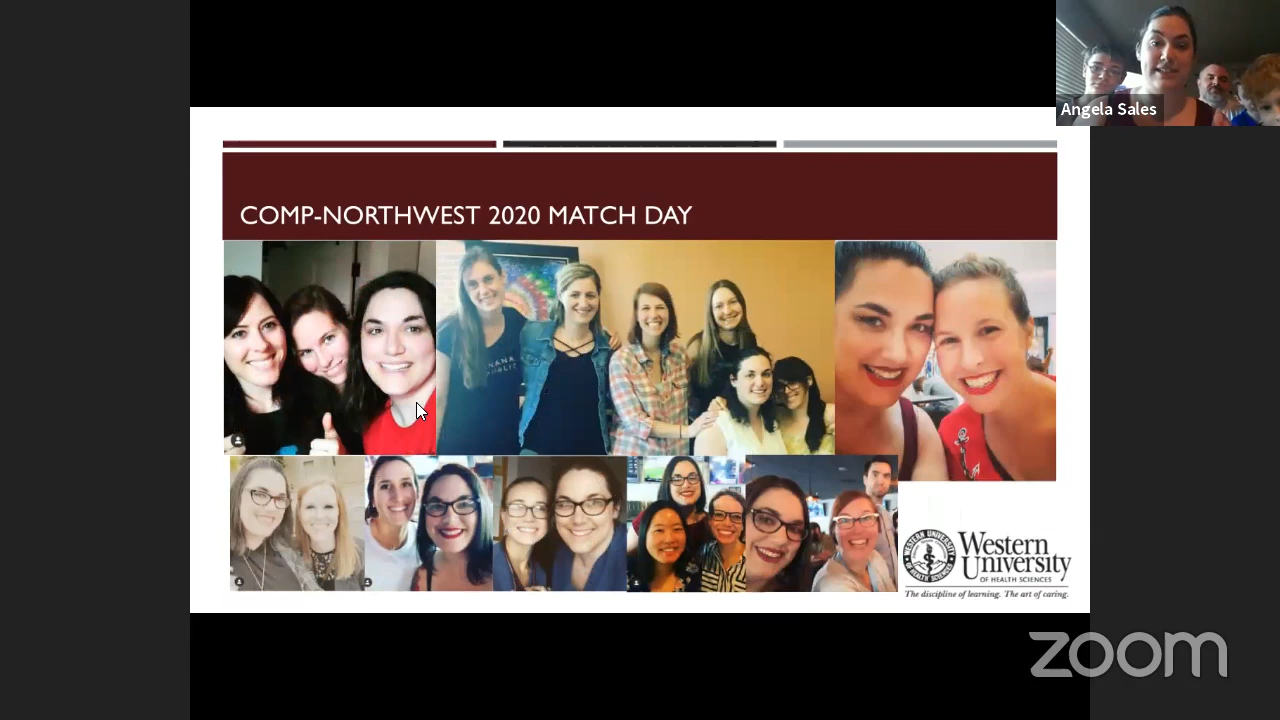 Angela Sales
COMP-NORTHWEST 2020 MATCH DAY
Western
University
OF HEALTH SCIENCES
The discipline of learning. The art of caring.
zoom